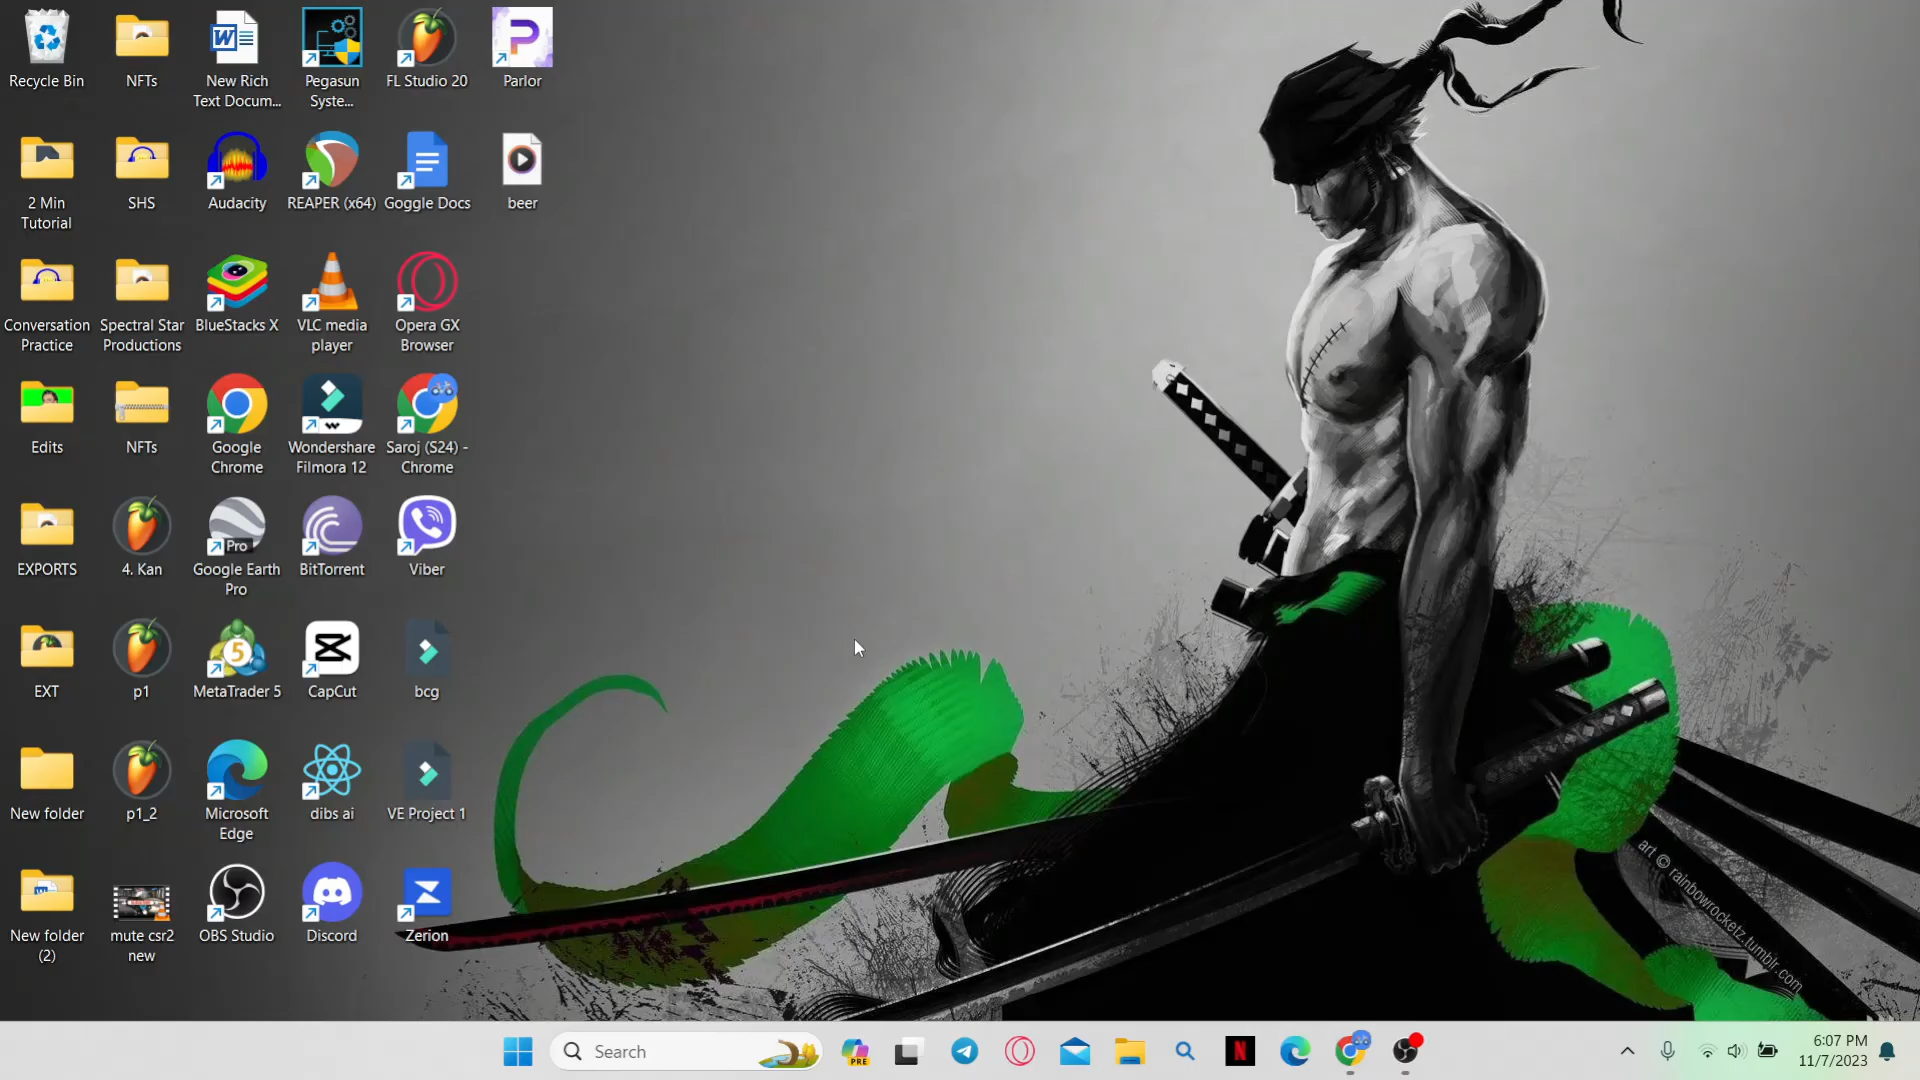 Recycle Bin
NFTs
New Rich
Text Docum...
Pegasun
Syste...
FL Studio 20
Parlor
2 Min
Tutorial
SHS
Audacity
REAPER (x64)
Goggle Docs
beer
Conversation
Practice
Spectral Star
Productions
BlueStacks X
VLC media
player
Opera GX
Browser
Edits
NFTs
Google
Chrome
Wondershare
Filmora 12
Saroj (S24) -
Chrome
EXPORTS
4. Kan
Pro
Google Earth
Pro
BitTorrent
Viber
EXT
p1
5
MetaTrader 5
CapCut
bcg
New folder
p1_2
Microsoft
Edge
dibs ai
VE Project 1
New folder
(2)
mute csr2
new
OBS Studio
Discord
Zerion
art © rainbowrocketz.tumblr.com
Search
PRE
N
6:07 PM
11/7/2023